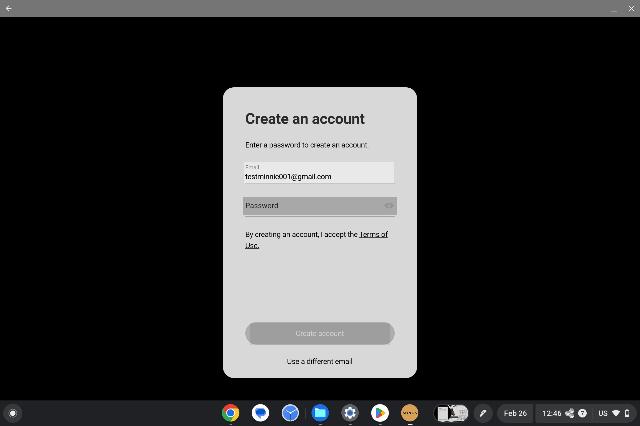 Create an account
Enter a password to create an account.
Email
testminnie001@gmail.com
Password
By creating an account, I accept the Terms of
Use.
Create account
Use a different email
Feb 26
12:46
US